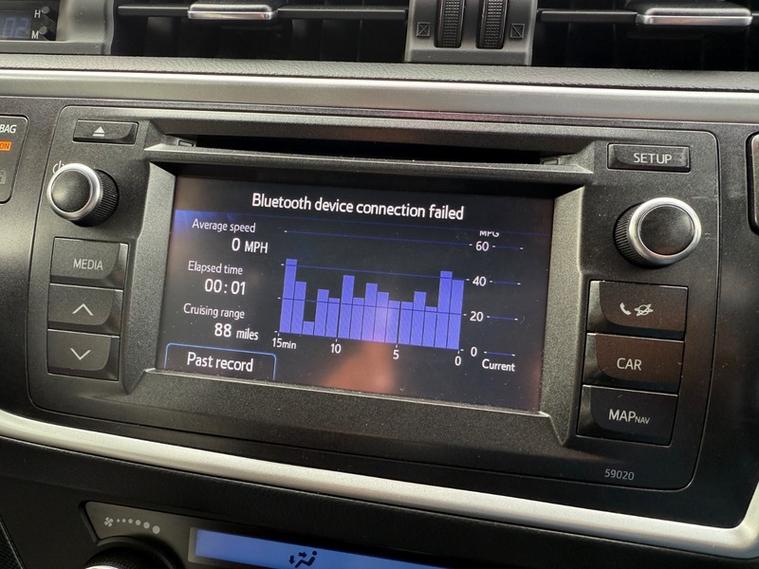 H
M
BAG
ON
SETUP
MEDIA
CAR
MAPNAV
59020
Bluetooth device connection failed
Average speed
0 MPH
Elapsed time
00:01
Cruising range
88 miles
Past record
MPG
60
40
20
0
15min
10
5
0
Current